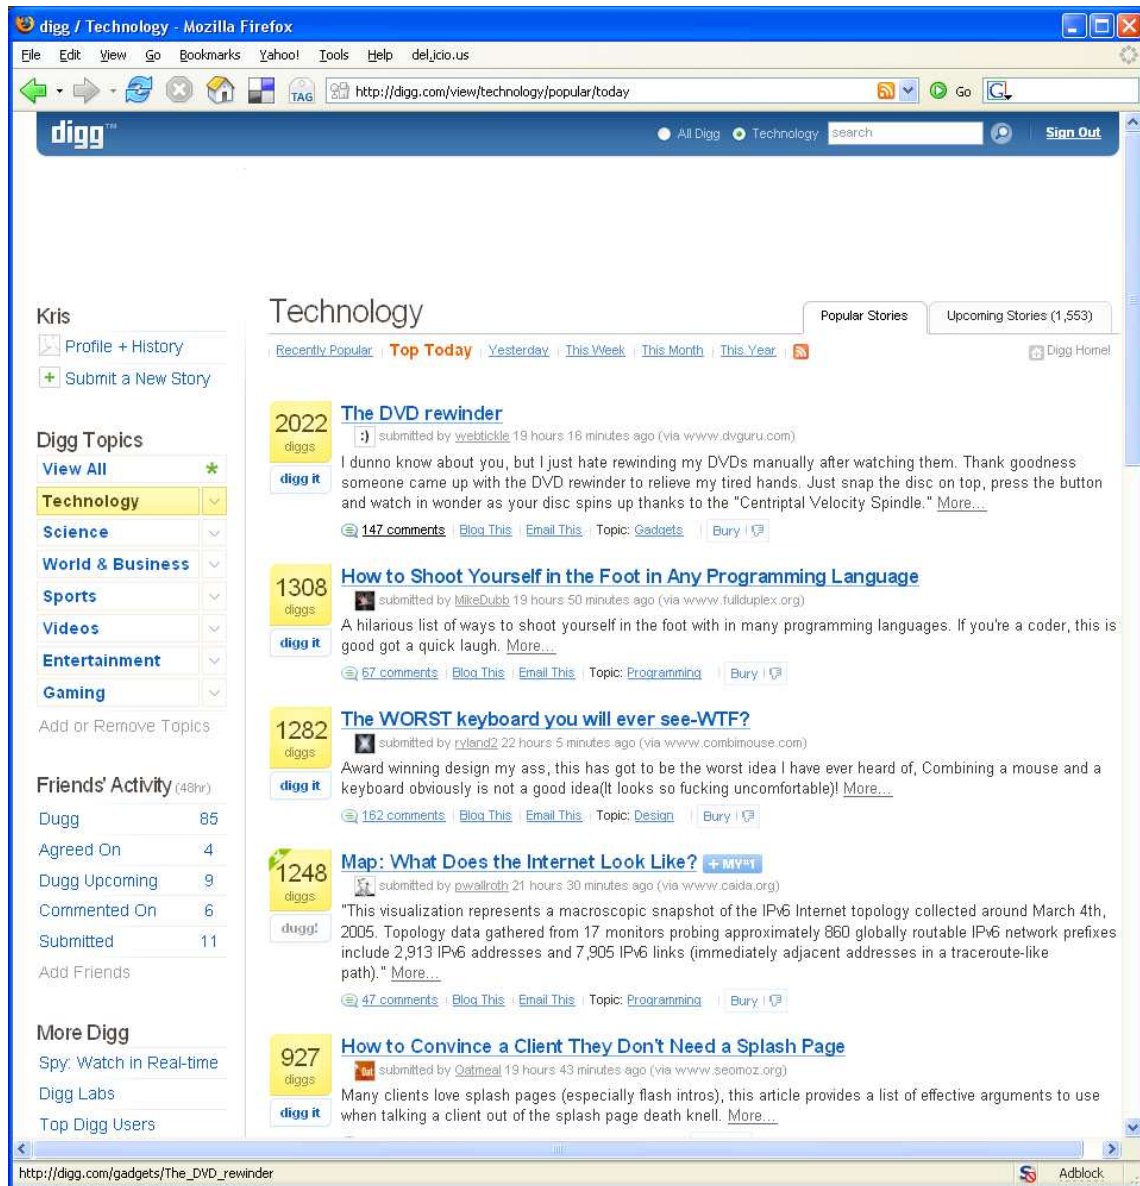 digg / Technology - Mozilla Firefox
File Edit View Go Bookmarks Yahoo! Tools Help del.icio.us
TAG http://digg.com/view/technology/popular/today Go G
digg™ All Digg Technology search Sign Out
Kris
Profile + History
Submit a New Story
Digg Topics
View All
Technology
Science
World & Business
Sports
Videos
Entertainment
Gaming
Add or Remove Topics
Friends' Activity (48hr)
Dugg 85
Agreed On 4
Dugg Upcoming 9
Commented On 6
Submitted 11
Add Friends
More Digg
Spy: Watch in Real-time
Digg Labs
Top Digg Users
Technology
Popular Stories Upcoming Stories (1,553)
Recently Popular Top Today Yesterday This Week This Month This Year Digg Home!
2022 diggs
digg it
The DVD rewinder
:) submitted by webtickle 19 hours 16 minutes ago (via www.dvguru.com)
I dunno know about you, but I just hate rewinding my DVDs manually after watching them. Thank goodness
someone came up with the DVD rewinder to relieve my tired hands. Just snap the disc on top, press the button
and watch in wonder as your disc spins up thanks to the "Centriptal Velocity Spindle." More...
147 comments Blog This Email This Topic: Gadgets Bury
1308 diggs
digg it
How to Shoot Yourself in the Foot in Any Programming Language
submitted by MikeDubb 19 hours 50 minutes ago (via www.fullduplex.org)
A hilarious list of ways to shoot yourself in the foot with in many programming languages. If you're a coder, this is
good got a quick laugh. More...
67 comments Blog This Email This Topic: Programming Bury
1282 diggs
digg it
The WORST keyboard you will ever see-WTF?
submitted by ryland2 22 hours 5 minutes ago (via www.combimouse.com)
Award winning design my ass, this has got to be the worst idea I have ever heard of, Combining a mouse and a
keyboard obviously is not a good idea(It looks so fucking uncomfortable)! More...
162 comments Blog This Email This Topic: Design Bury
1248 diggs
dugg!
Map: What Does the Internet Look Like? + MY#1
submitted by pwallroth 21 hours 30 minutes ago (via www.caida.org)
"This visualization represents a macroscopic snapshot of the IPv6 Internet topology collected around March 4th,
2005. Topology data gathered from 17 monitors probing approximately 860 globally routable IPv6 network prefixes
include 2,913 IPv6 addresses and 7,905 IPv6 links (immediately adjacent addresses in a traceroute-like
path)." More...
47 comments Blog This Email This Topic: Programming Bury
927 diggs
digg it
How to Convince a Client They Don't Need a Splash Page
submitted by Oatmeal 19 hours 43 minutes ago (via www.seomoz.org)
Many clients love splash pages (especially flash intros), this article provides a list of effective arguments to use
when talking a client out of the splash page death knell. More...
http://digg.com/gadgets/The_DVD_rewinder Adblock